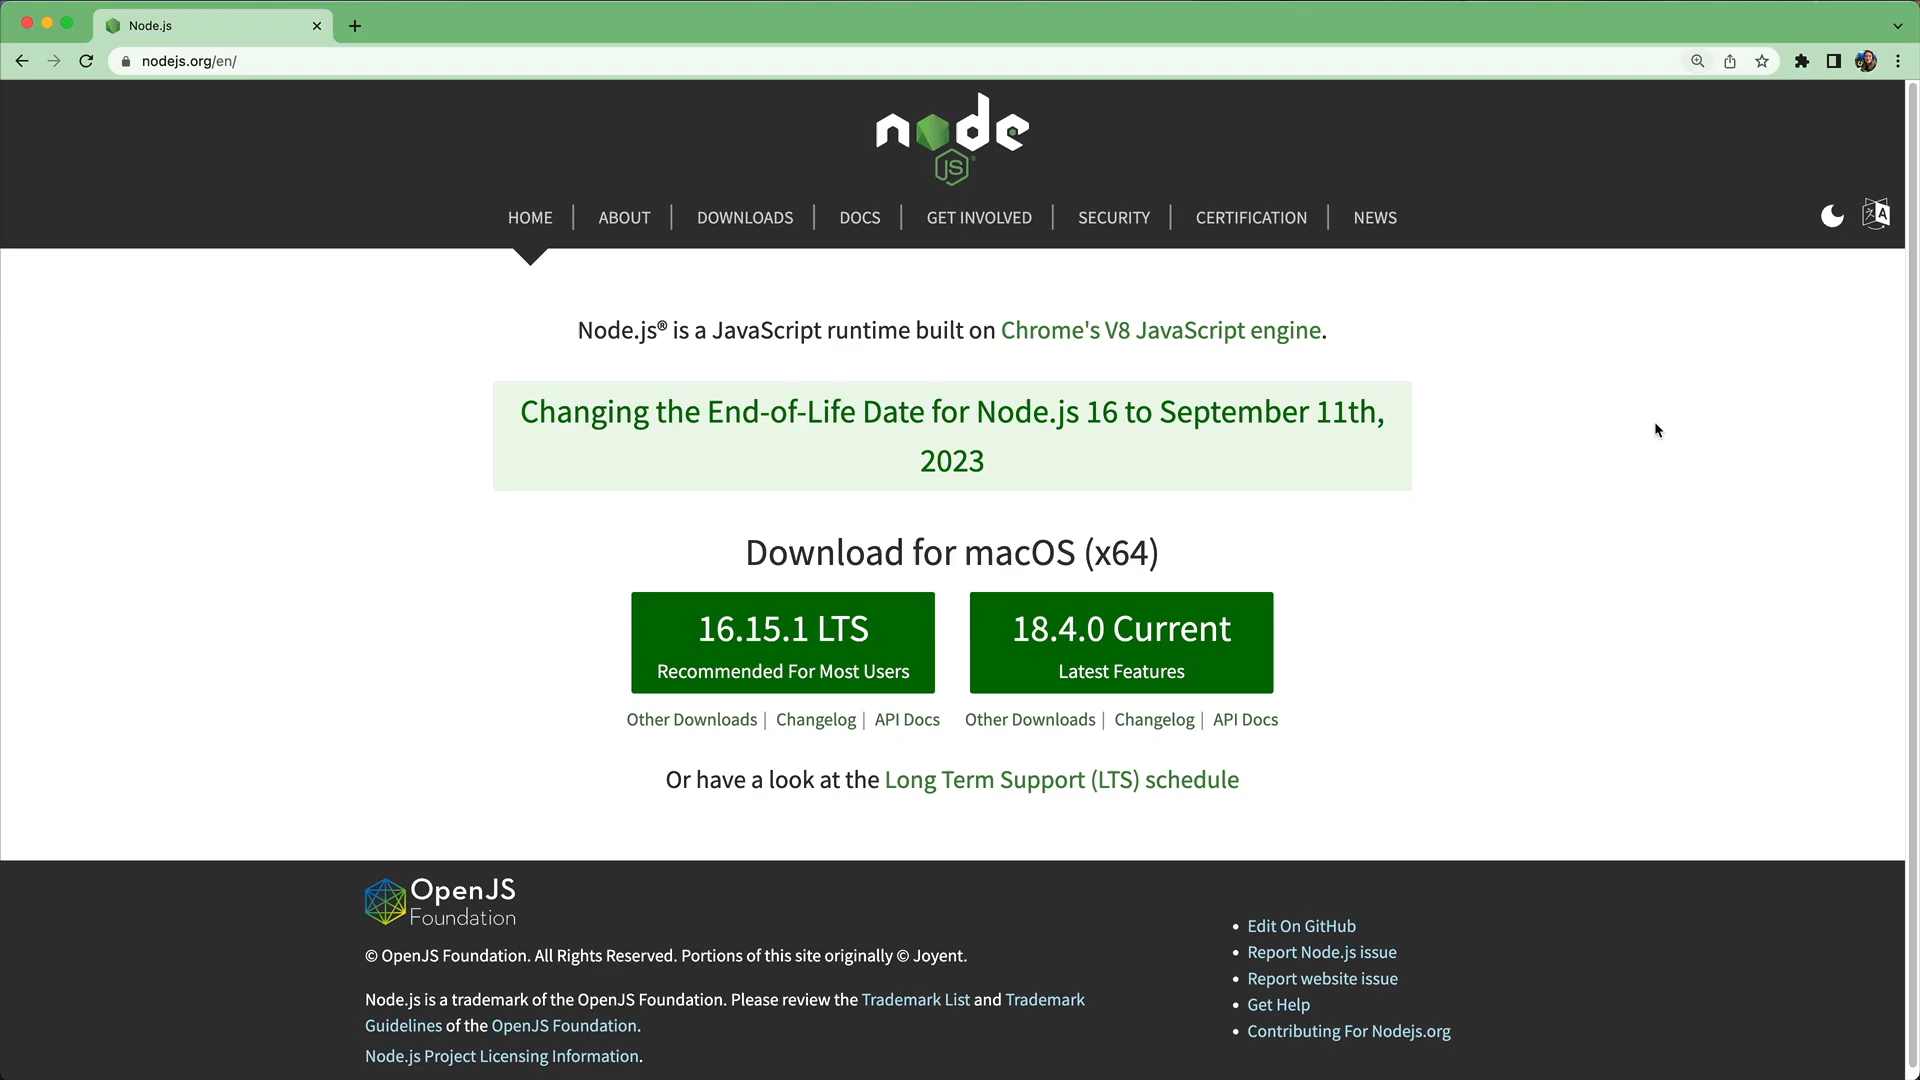 Node.js
nodejs.org/en/
node
JS
HOME
ABOUT
DOWNLOADS
DOCS
GET INVOLVED
SECURITY
CERTIFICATION
NEWS
Node.js® is a JavaScript runtime built on Chrome's V8 JavaScript engine.
Changing the End-of-Life Date for Node.js 16 to September 11th,
2023
Download for macOS (x64)
16.15.1 LTS
Recommended For Most Users
18.4.0 Current
Latest Features
Other Downloads | Changelog | API Docs
Other Downloads | Changelog | API Docs
Or have a look at the Long Term Support (LTS) schedule
OpenJS
Foundation
© OpenJS Foundation. All Rights Reserved. Portions of this site originally © Joyent.
Node.js is a trademark of the OpenJS Foundation. Please review the Trademark List and Trademark
Guidelines of the OpenJS Foundation.
Node.js Project Licensing Information.
Edit On GitHub
Report Node.js issue
Report website issue
Get Help
Contributing For Nodejs.org